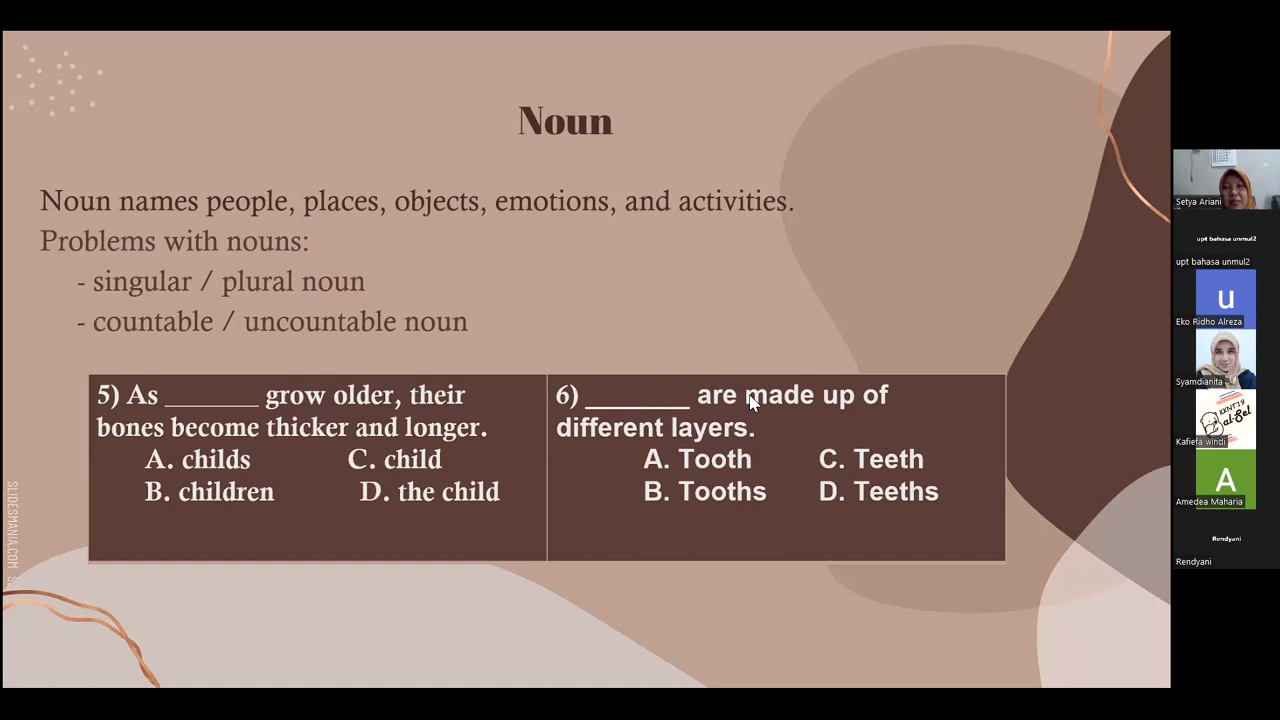 Noun
Noun names people, places, objects, emotions, and activities.
Problems with nouns:
- singular / plural noun
- countable / uncountable noun
5) As _______ grow older, their
bones become thicker and longer.
A. childs C. child
B. children D. the child
6) _______ are made up of
different layers.
A. Tooth C. Teeth
B. Tooths D. Teeths
SLIDESMANIA.COM
Setya Ariani
upt bahasa unmul2
upt bahasa unmul2
u
Eko Ridho Alreza
Syamdianita
KKNT49
al-Bel
Kafiefa windi
A
Amedea Maharia
Rendyani
Rendyani